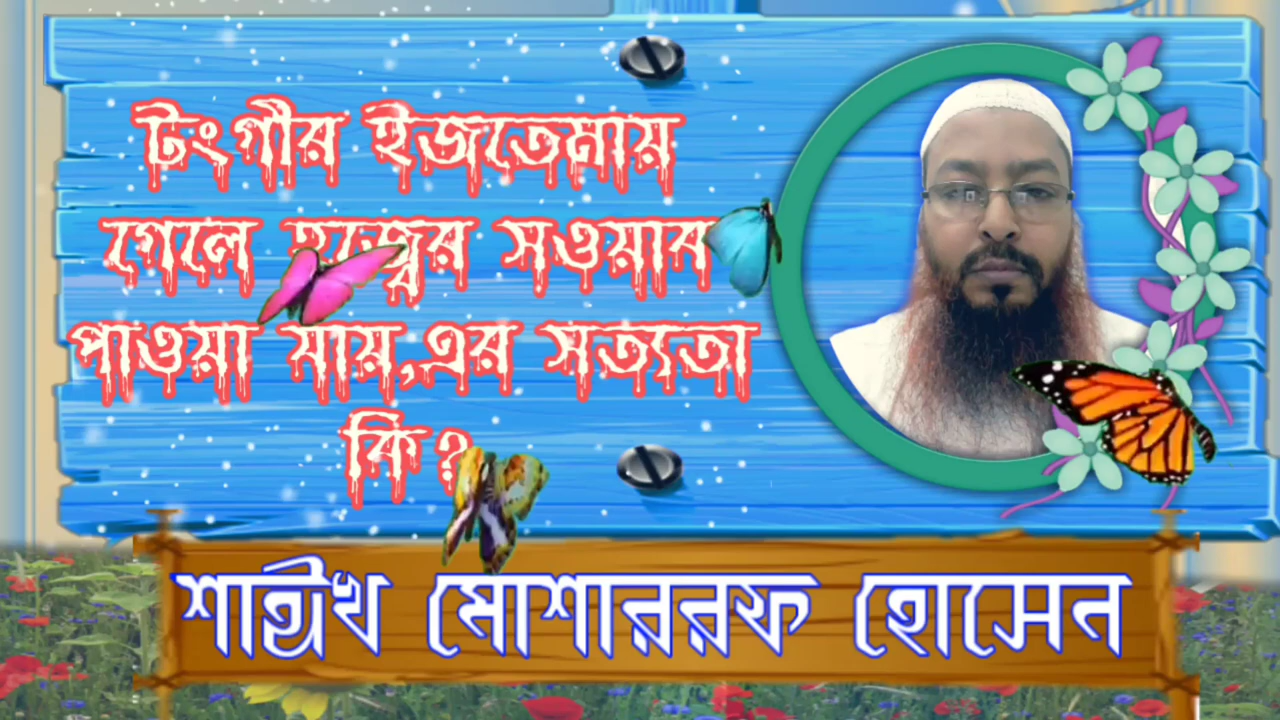 টংগীর ইজতেমায়
গেলে হজ্বের সওয়াব
পাওয়া যায়,এর সত্যতা
কি?
শাইখ মোশাররফ হোসেন